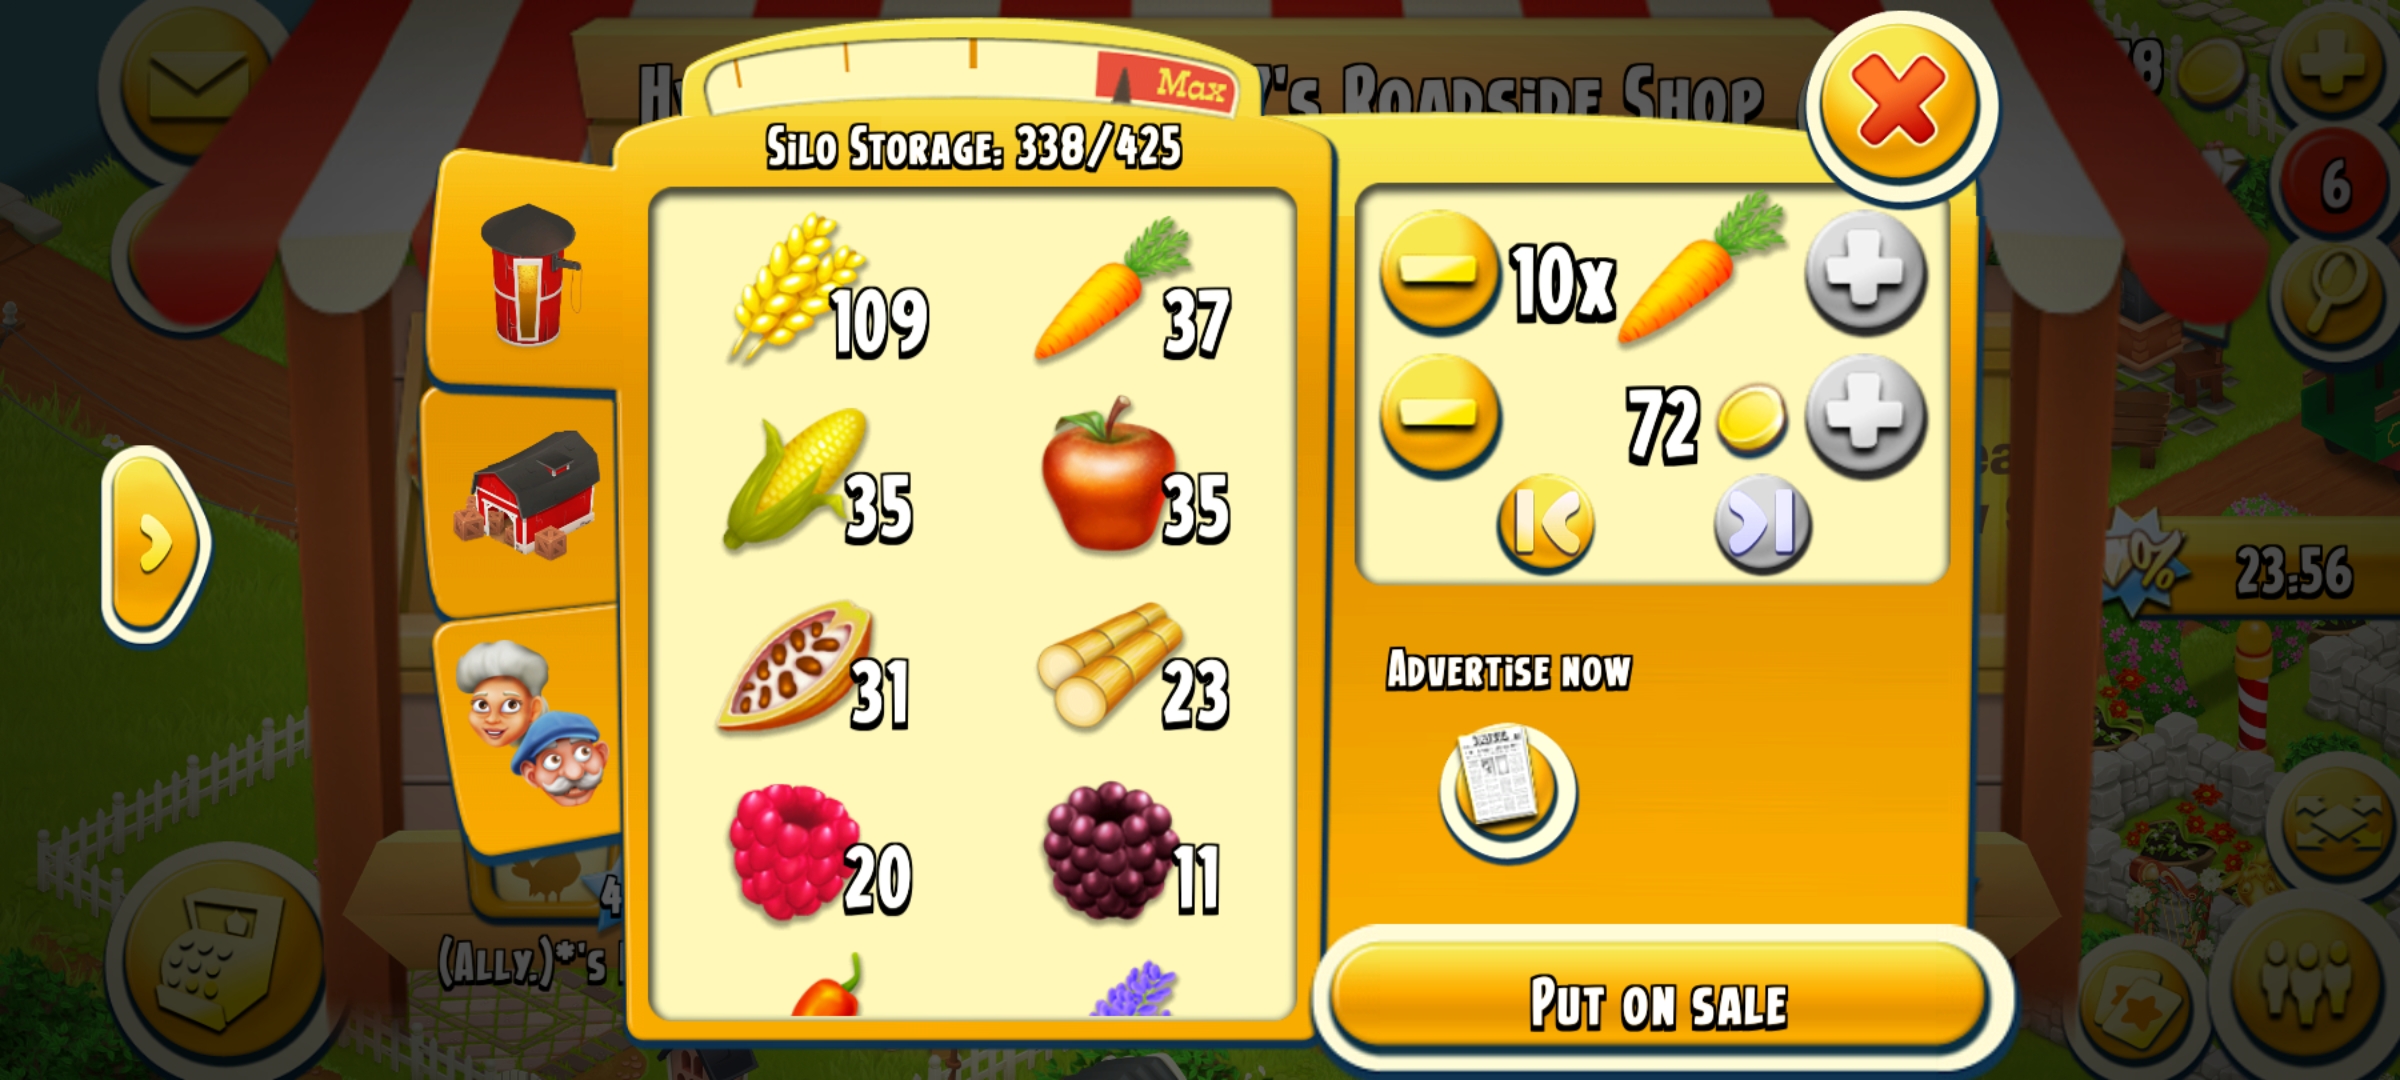 's Roadside Shop
Max
Silo Storage: 338/425
6
109
37
10x
72
35
35
31
23
23:56
Advertise now
20
11
(Ally.)*'s
Put on sale